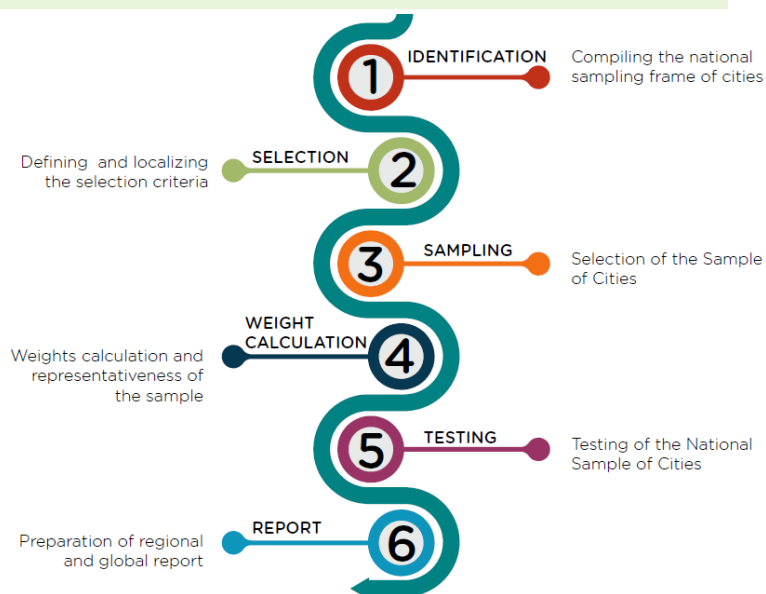 1
IDENTIFICATION
Compiling the national
sampling frame of cities
2
SELECTION
Defining and localizing
the selection criteria
3
SAMPLING
Selection of the Sample
of Cities
4
WEIGHT
CALCULATION
Weights calculation and
representativeness of
the sample
5
TESTING
Testing of the National
Sample of Cities
6
REPORT
Preparation of regional
and global report